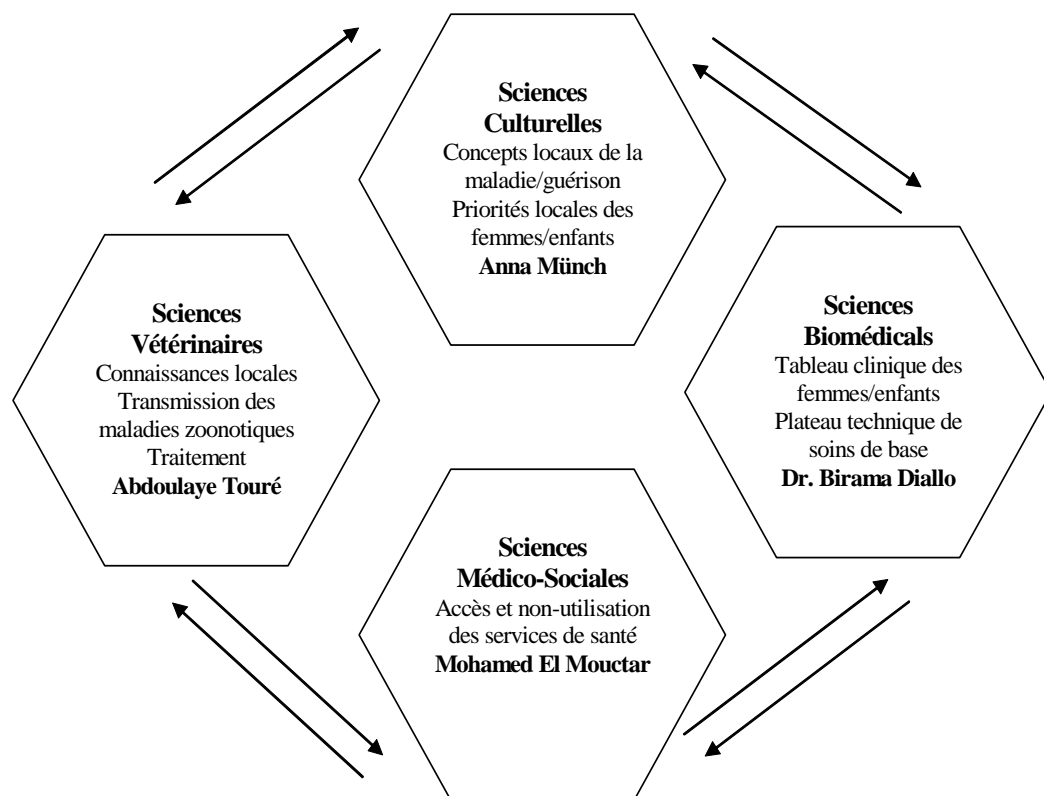 Sciences
Culturelles
Concepts locaux de la
maladie/guérison
Priorités locales des
femmes/enfants
Anna Münch
Sciences
Vétérinaires
Connaissances locales
Transmission des
maladies zoonotiques
Traitement
Abdoulaye Touré
Sciences
Biomédicals
Tableau clinique des
femmes/enfants
Plateau technique de
soins de base
Dr. Birama Diallo
Sciences
Médico-Sociales
Accès et non-utilisation
des services de santé
Mohamed El Mouctar